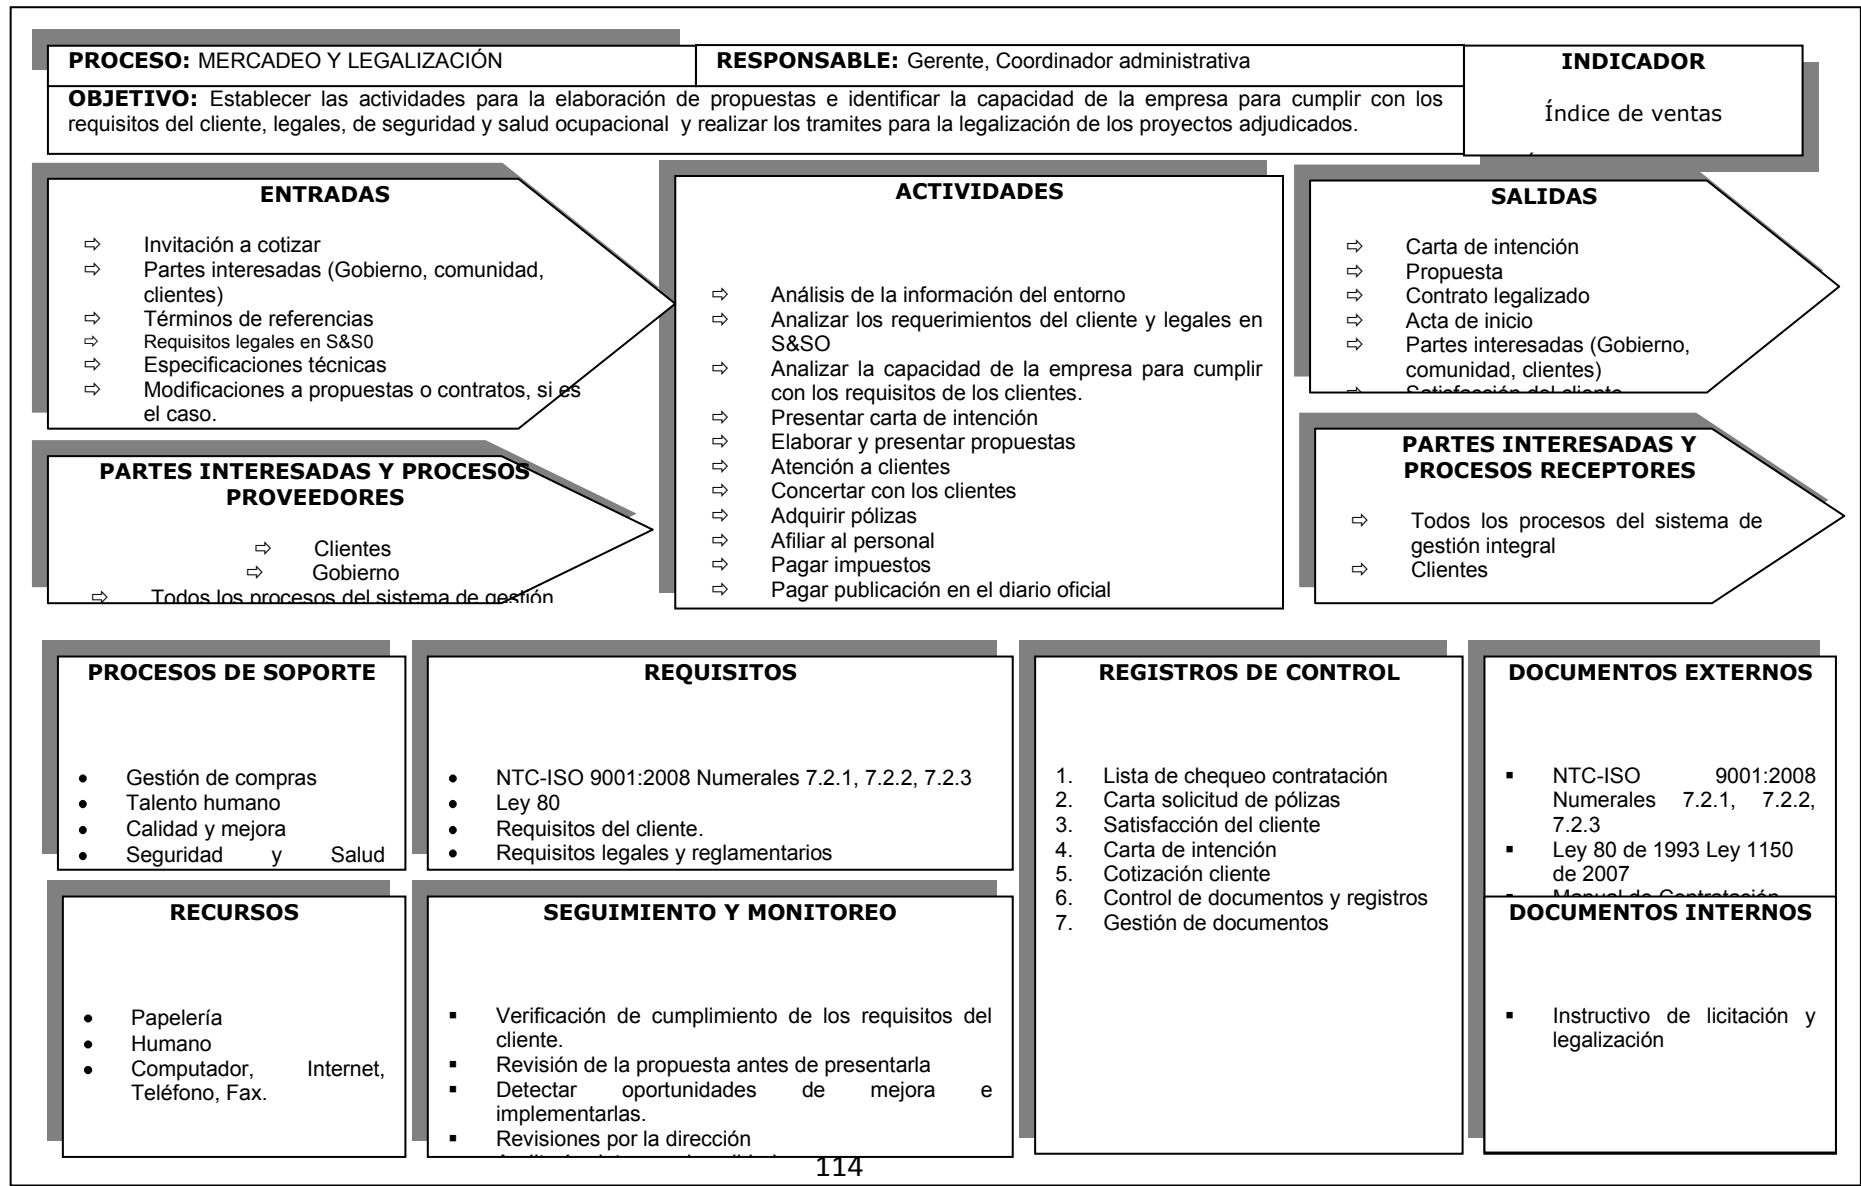 PROCESO: MERCADEO Y LEGALIZACIÓN
RESPONSABLE: Gerente, Coordinador administrativa
INDICADOR
Índice de ventas
OBJETIVO: Establecer las actividades para la elaboración de propuestas e identificar la capacidad de la empresa para cumplir con los
requisitos del cliente, legales, de seguridad y salud ocupacional y realizar los tramites para la legalización de los proyectos adjudicados.
ENTRADAS
⇨ Invitación a cotizar
⇨ Partes interesadas (Gobierno, comunidad,
clientes)
⇨ Términos de referencias
⇨ Requisitos legales en S&S0
⇨ Especificaciones técnicas
⇨ Modificaciones a propuestas o contratos, si es
el caso.
PARTES INTERESADAS Y PROCESOS
PROVEEDORES
⇨ Clientes
⇨ Gobierno
⇨ Todos los procesos del sistema de gestión
ACTIVIDADES
⇨ Análisis de la información del entorno
⇨ Analizar los requerimientos del cliente y legales en
S&SO
⇨ Analizar la capacidad de la empresa para cumplir
con los requisitos de los clientes.
⇨ Presentar carta de intención
⇨ Elaborar y presentar propuestas
⇨ Atención a clientes
⇨ Concertar con los clientes
⇨ Adquirir pólizas
⇨ Afiliar al personal
⇨ Pagar impuestos
⇨ Pagar publicación en el diario oficial
SALIDAS
⇨ Carta de intención
⇨ Propuesta
⇨ Contrato legalizado
⇨ Acta de inicio
⇨ Partes interesadas (Gobierno,
comunidad, clientes)
⇨ Satisfacción del cliente
PARTES INTERESADAS Y
PROCESOS RECEPTORES
⇨ Todos los procesos del sistema de
gestión integral
⇨ Clientes
PROCESOS DE SOPORTE
• Gestión de compras
• Talento humano
• Calidad y mejora
• Seguridad y Salud
REQUISITOS
• NTC-ISO 9001:2008 Numerales 7.2.1, 7.2.2, 7.2.3
• Ley 80
• Requisitos del cliente.
• Requisitos legales y reglamentarios
REGISTROS DE CONTROL
1. Lista de chequeo contratación
2. Carta solicitud de pólizas
3. Satisfacción del cliente
4. Carta de intención
5. Cotización cliente
6. Control de documentos y registros
7. Gestión de documentos
DOCUMENTOS EXTERNOS
▪ NTC-ISO 9001:2008
Numerales 7.2.1, 7.2.2,
7.2.3
▪ Ley 80 de 1993 Ley 1150
de 2007
▪ Manual de Contratación
RECURSOS
• Papelería
• Humano
• Computador, Internet,
Teléfono, Fax.
SEGUIMIENTO Y MONITOREO
▪ Verificación de cumplimiento de los requisitos del
cliente.
▪ Revisión de la propuesta antes de presentarla
▪ Detectar oportunidades de mejora e
implementarlas.
▪ Revisiones por la dirección
DOCUMENTOS INTERNOS
▪ Instructivo de licitación y
legalización
114